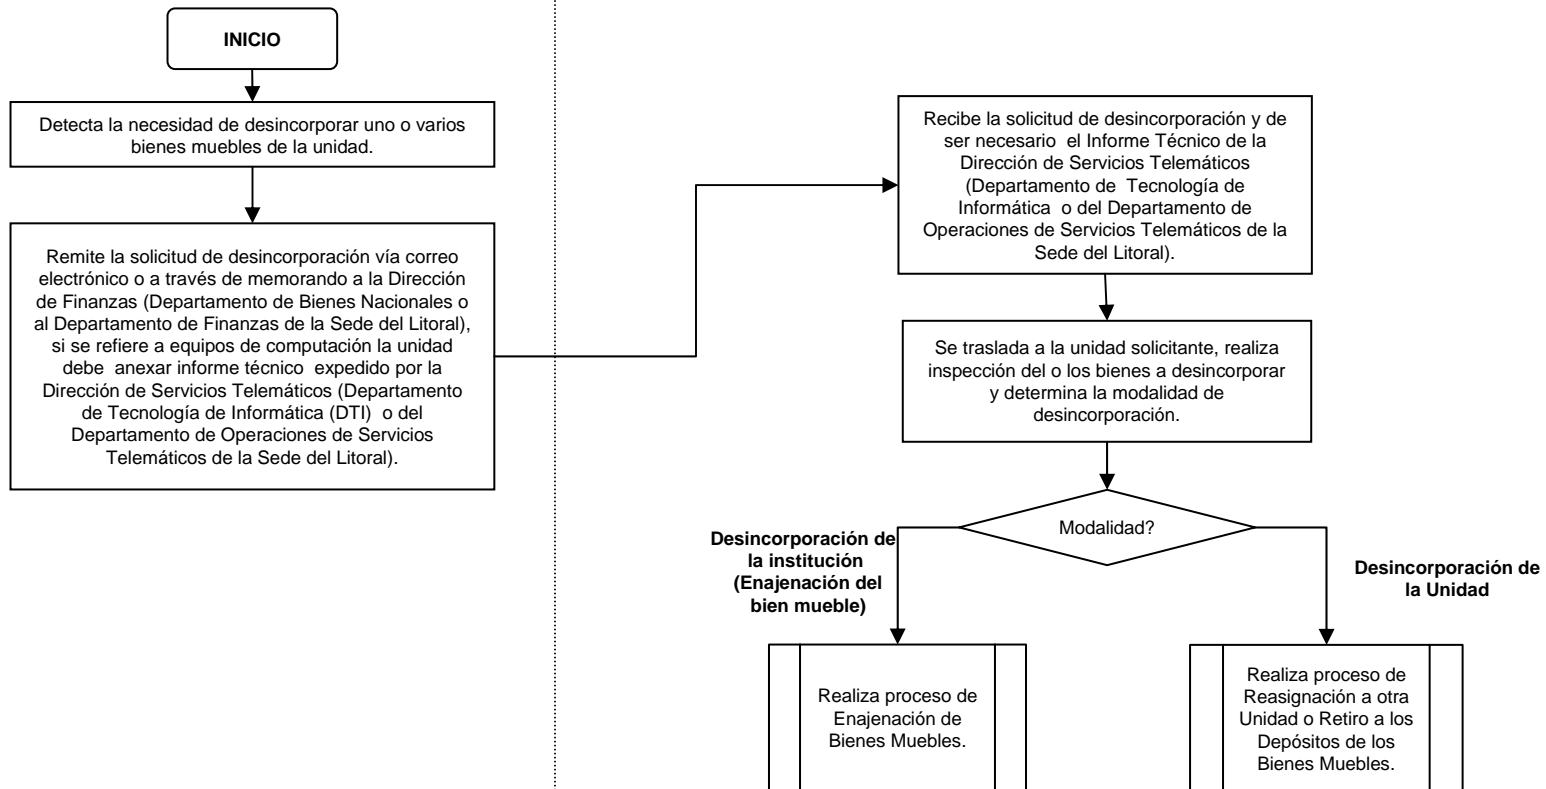 INICIO
Detecta la necesidad de desincorporar uno o varios
bienes muebles de la unidad.
Remite la solicitud de desincorporación vía correo
electrónico o a través de memorando a la Dirección
de Finanzas (Departamento de Bienes Nacionales o
al Departamento de Finanzas de la Sede del Litoral),
si se refiere a equipos de computación la unidad
debe anexar informe técnico expedido por la
Dirección de Servicios Telemáticos (Departamento
de Tecnología de Informática (DTI) o del
Departamento de Operaciones de Servicios
Telemáticos de la Sede del Litoral).
Recibe la solicitud de desincorporación y de
ser necesario el Informe Técnico de la
Dirección de Servicios Telemáticos
(Departamento de Tecnología de
Informática o del Departamento de
Operaciones de Servicios Telemáticos de la
Sede del Litoral).
Se traslada a la unidad solicitante, realiza
inspección del o los bienes a desincorporar
y determina la modalidad de
desincorporación.
Modalidad?
Desincorporación de
la institución
(Enajenación del
bien mueble)
Desincorporación de
la Unidad
Realiza proceso de
Enajenación de
Bienes Muebles.
Realiza proceso de
Reasignación a otra
Unidad o Retiro a los
Depósitos de los
Bienes Muebles.